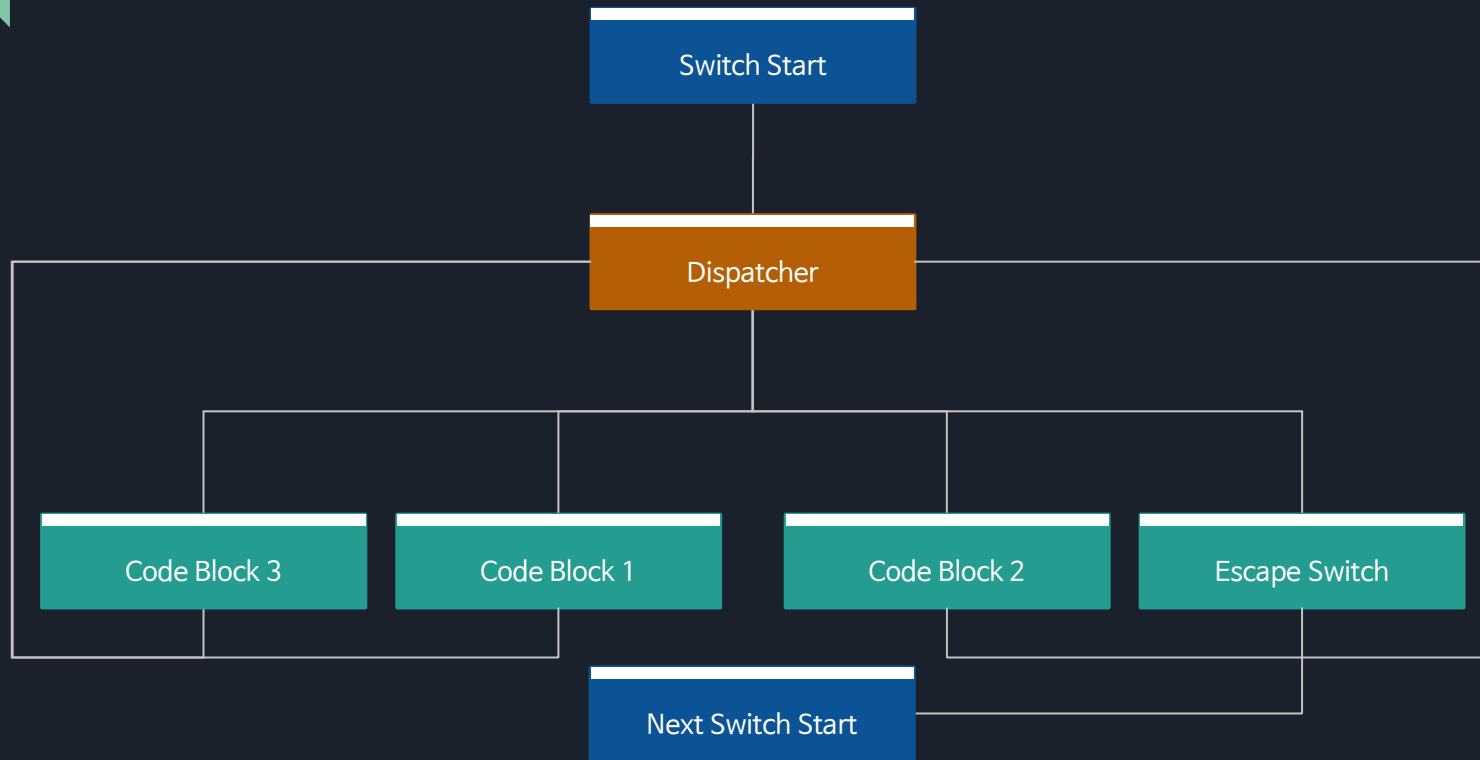 Switch Start
Dispatcher
Code Block 3
Code Block 1
Code Block 2
Escape Switch
Next Switch Start